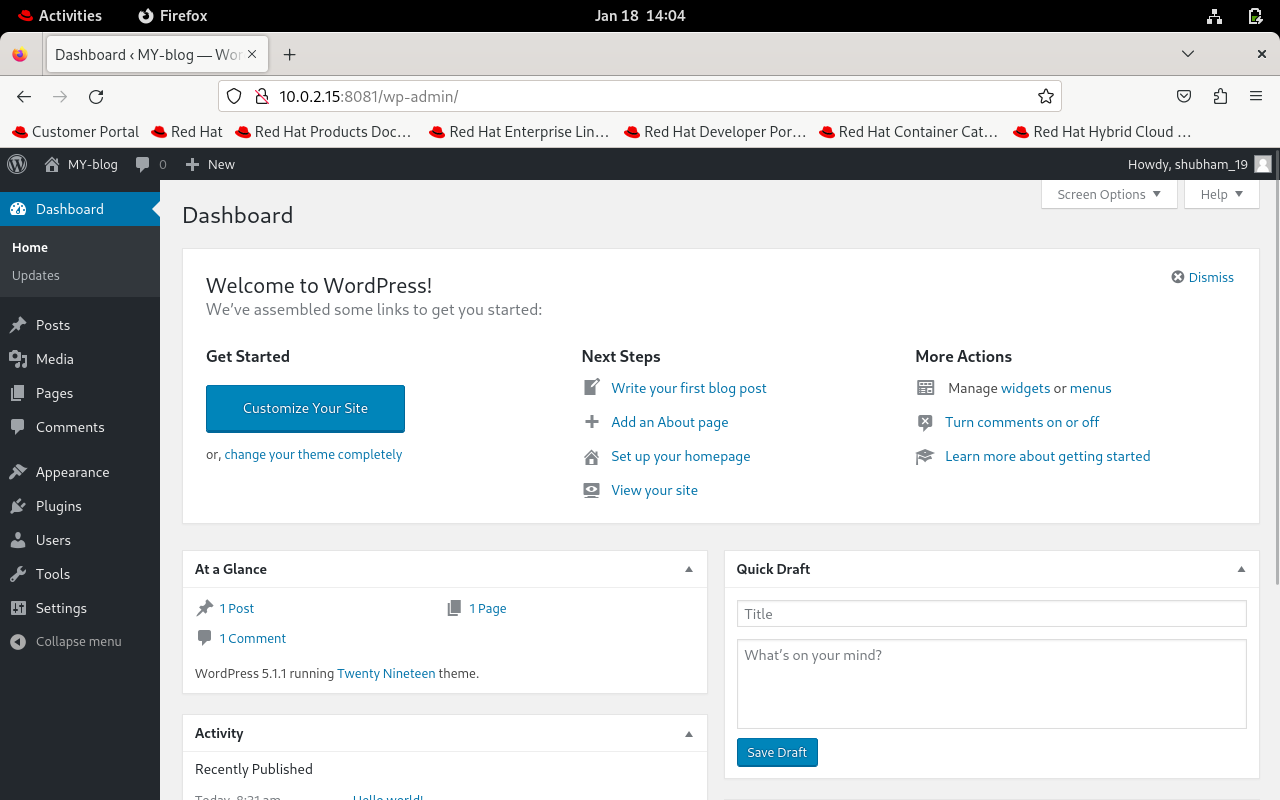 Activities
Firefox
Jan 18 14:04
Dashboard ‹ MY-blog — Wor
10.0.2.15:8081/wp-admin/
Customer Portal
Red Hat
Red Hat Products Doc…
Red Hat Enterprise Lin…
Red Hat Developer Por…
Red Hat Container Cat…
Red Hat Hybrid Cloud …
MY-blog
0
New
Howdy, shubham_19
Dashboard
Home
Updates
Posts
Media
Pages
Comments
Appearance
Plugins
Users
Tools
Settings
Collapse menu
Screen Options
Help
Dashboard
Welcome to WordPress!
We've assembled some links to get you started:
Dismiss
Get Started
Customize Your Site
or, change your theme completely
Next Steps
Write your first blog post
Add an About page
Set up your homepage
View your site
More Actions
Manage widgets or menus
Turn comments on or off
Learn more about getting started
At a Glance
1 Post
1 Page
1 Comment
WordPress 5.1.1 running Twenty Nineteen theme.
Activity
Recently Published
Today, 8:31 am
Hello world!
Quick Draft
Title
What's on your mind?
Save Draft